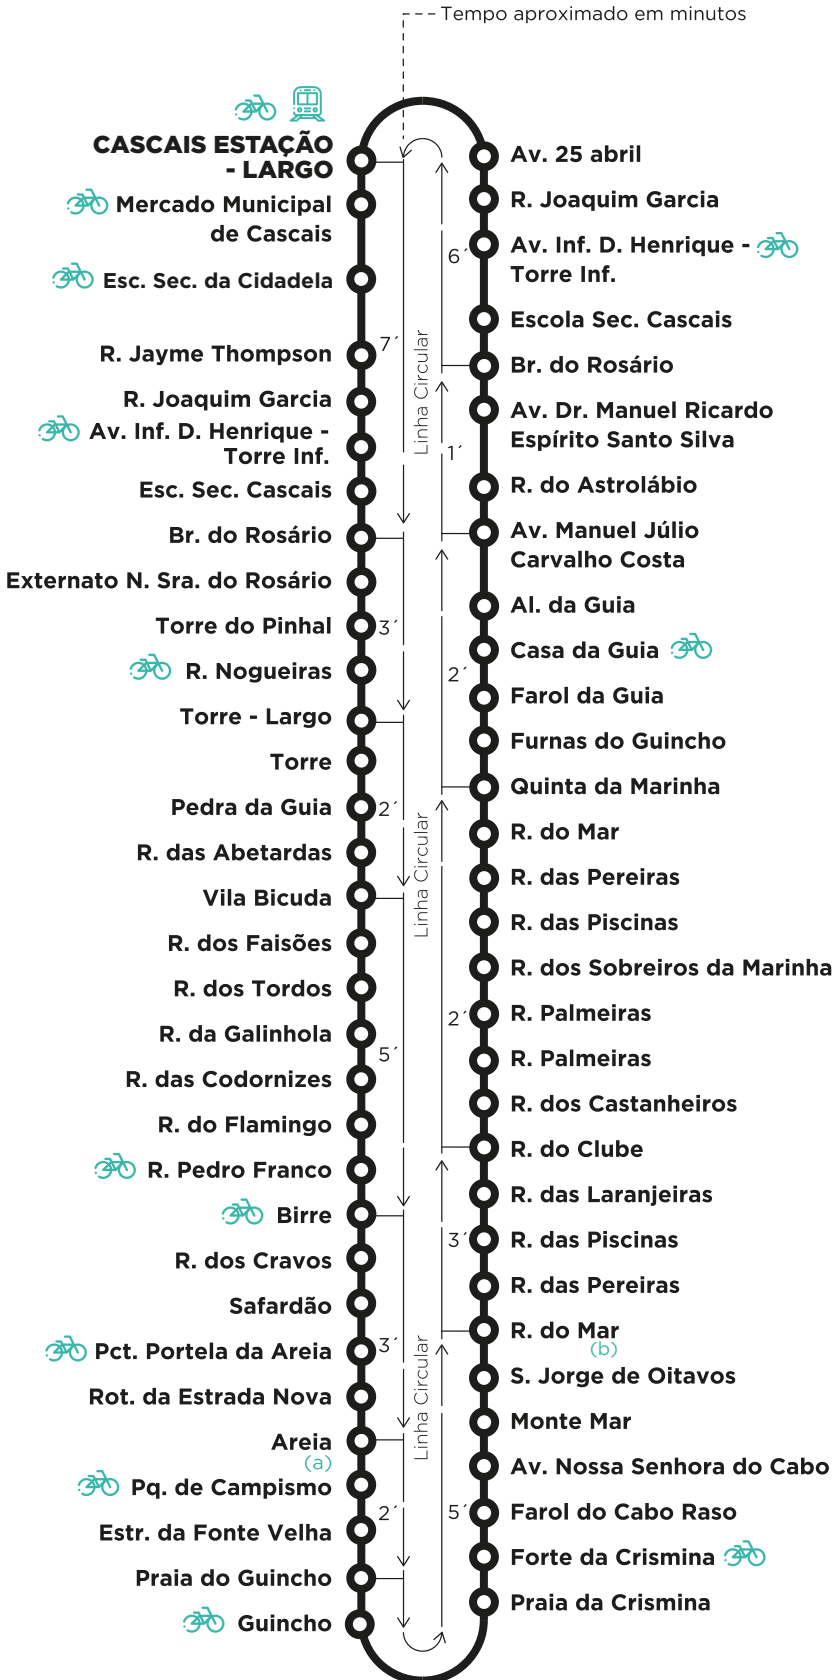 Tempo aproximado em minutos
CASCAIS ESTAÇÃO
- LARGO
Mercado Municipal
de Cascais
Esc. Sec. da Cidadela
R. Jayme Thompson
R. Joaquim Garcia
Av. Inf. D. Henrique -
Torre Inf.
Esc. Sec. Cascais
Br. do Rosário
Externato N. Sra. do Rosário
Torre do Pinhal
R. Nogueiras
Torre - Largo
Torre
Pedra da Guia
R. das Abetardas
Vila Bicuda
R. dos Faisões
R. dos Tordos
R. da Galinhola
R. das Codornizes
R. do Flamingo
R. Pedro Franco
Birre
R. dos Cravos
Safardão
Pct. Portela da Areia
Rot. da Estrada Nova
Areia
(a)
Pq. de Campismo
Estr. da Fonte Velha
Praia do Guincho
Guincho
7´
3´
2´
5´
3´
2´
Linha Circular
Linha Circular
Linha Circular
6´
1´
2´
2´
3´
5´
Av. 25 abril
R. Joaquim Garcia
Av. Inf. D. Henrique -
Torre Inf.
Escola Sec. Cascais
Br. do Rosário
Av. Dr. Manuel Ricardo
Espírito Santo Silva
R. do Astrolábio
Av. Manuel Júlio
Carvalho Costa
Al. da Guia
Casa da Guia
Farol da Guia
Furnas do Guincho
Quinta da Marinha
R. do Mar
R. das Pereiras
R. das Piscinas
R. dos Sobreiros da Marinha
R. Palmeiras
R. Palmeiras
R. dos Castanheiros
R. do Clube
R. das Laranjeiras
R. das Piscinas
R. das Pereiras
R. do Mar
(b)
S. Jorge de Oitavos
Monte Mar
Av. Nossa Senhora do Cabo
Farol do Cabo Raso
Forte da Crismina
Praia da Crismina